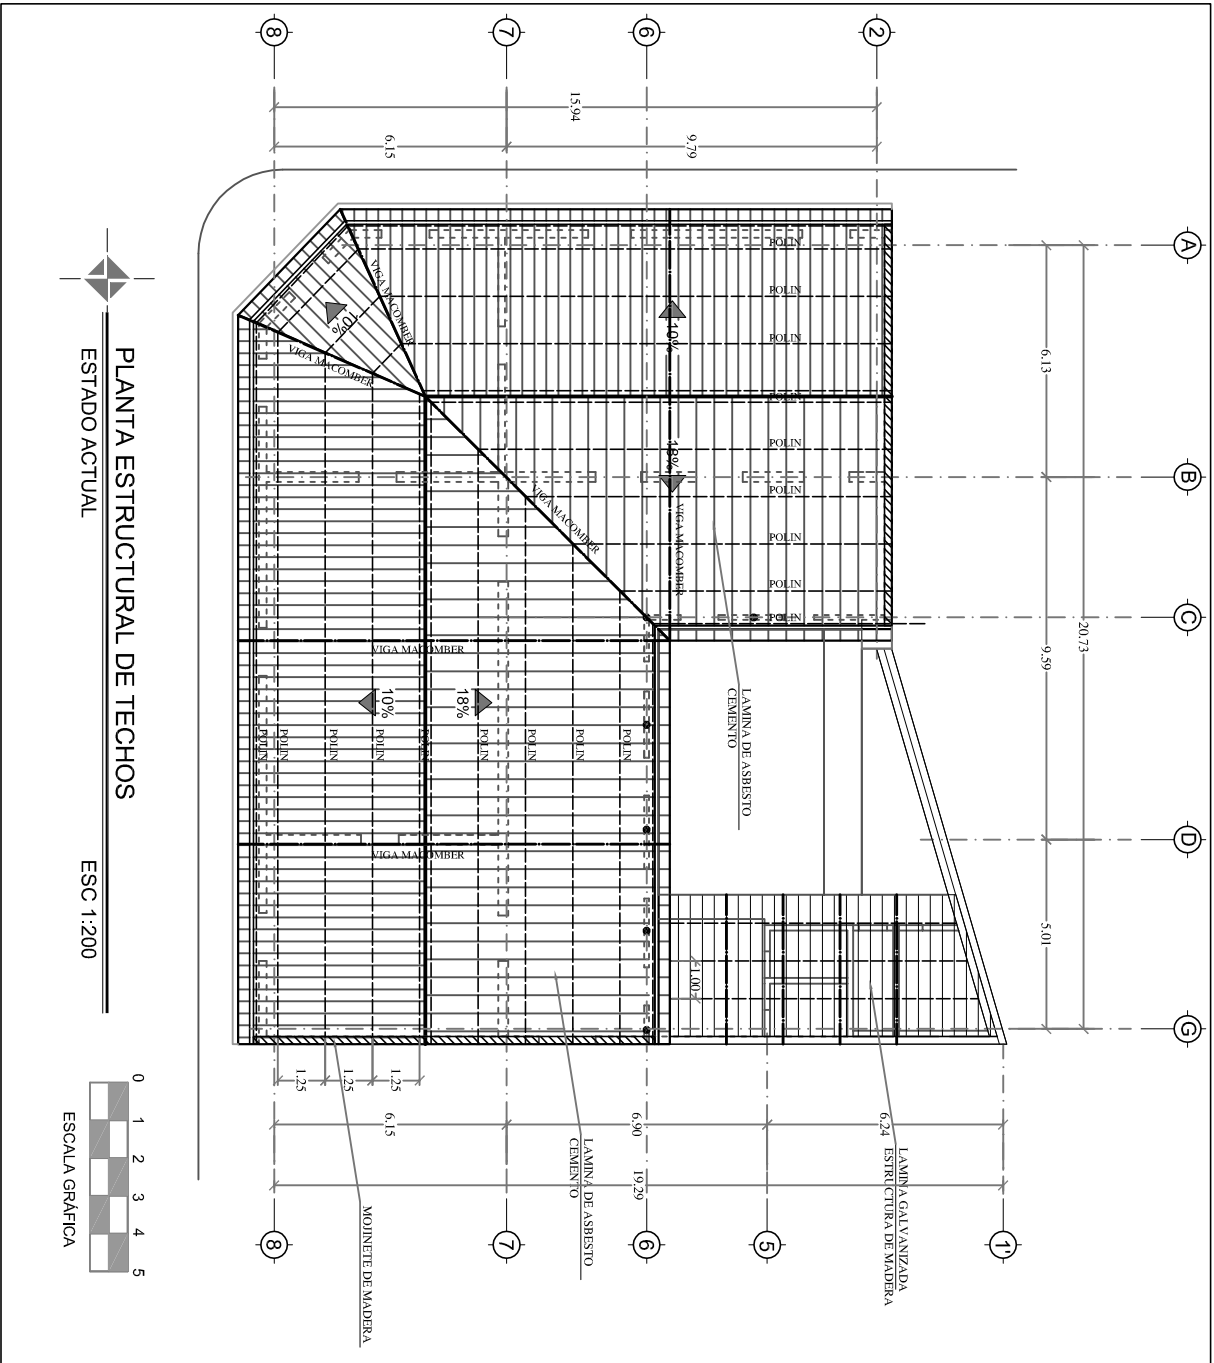 8
7
6
2
15.94
6.15
9.79
A
B
C
D
G
6.13
9.59
5.01
20.73
POLIN
POLIN
POLIN
POLIN
POLIN
POLIN
POLIN
POLIN
POLIN
VIGA MACOMBER
VIGA MACOMBER
10%
10%
18%
VIGA MACOMBER
VIGA MACOMBER
LAMINA DE ASBESTO
CEMENTO
VIGA MACOMBER
10%
18%
POLIN
POLIN
POLIN
POLIN
POLIN
POLIN
POLIN
POLIN
POLIN
VIGA MACOMBER
1.00
1.25
1.25
1.25
6.15
6.90
6.24
19.29
LAMINA GALVANIZADA
ESTRUCTURA DE MADERA
LAMINA DE ASBESTO
CEMENTO
MOJINETE DE MADERA
8
7
6
5
1'
PLANTA ESTRUCTURAL DE TECHOS
ESTADO ACTUAL
ESC 1:200
0 1 2 3 4 5
ESCALA GRÁFICA